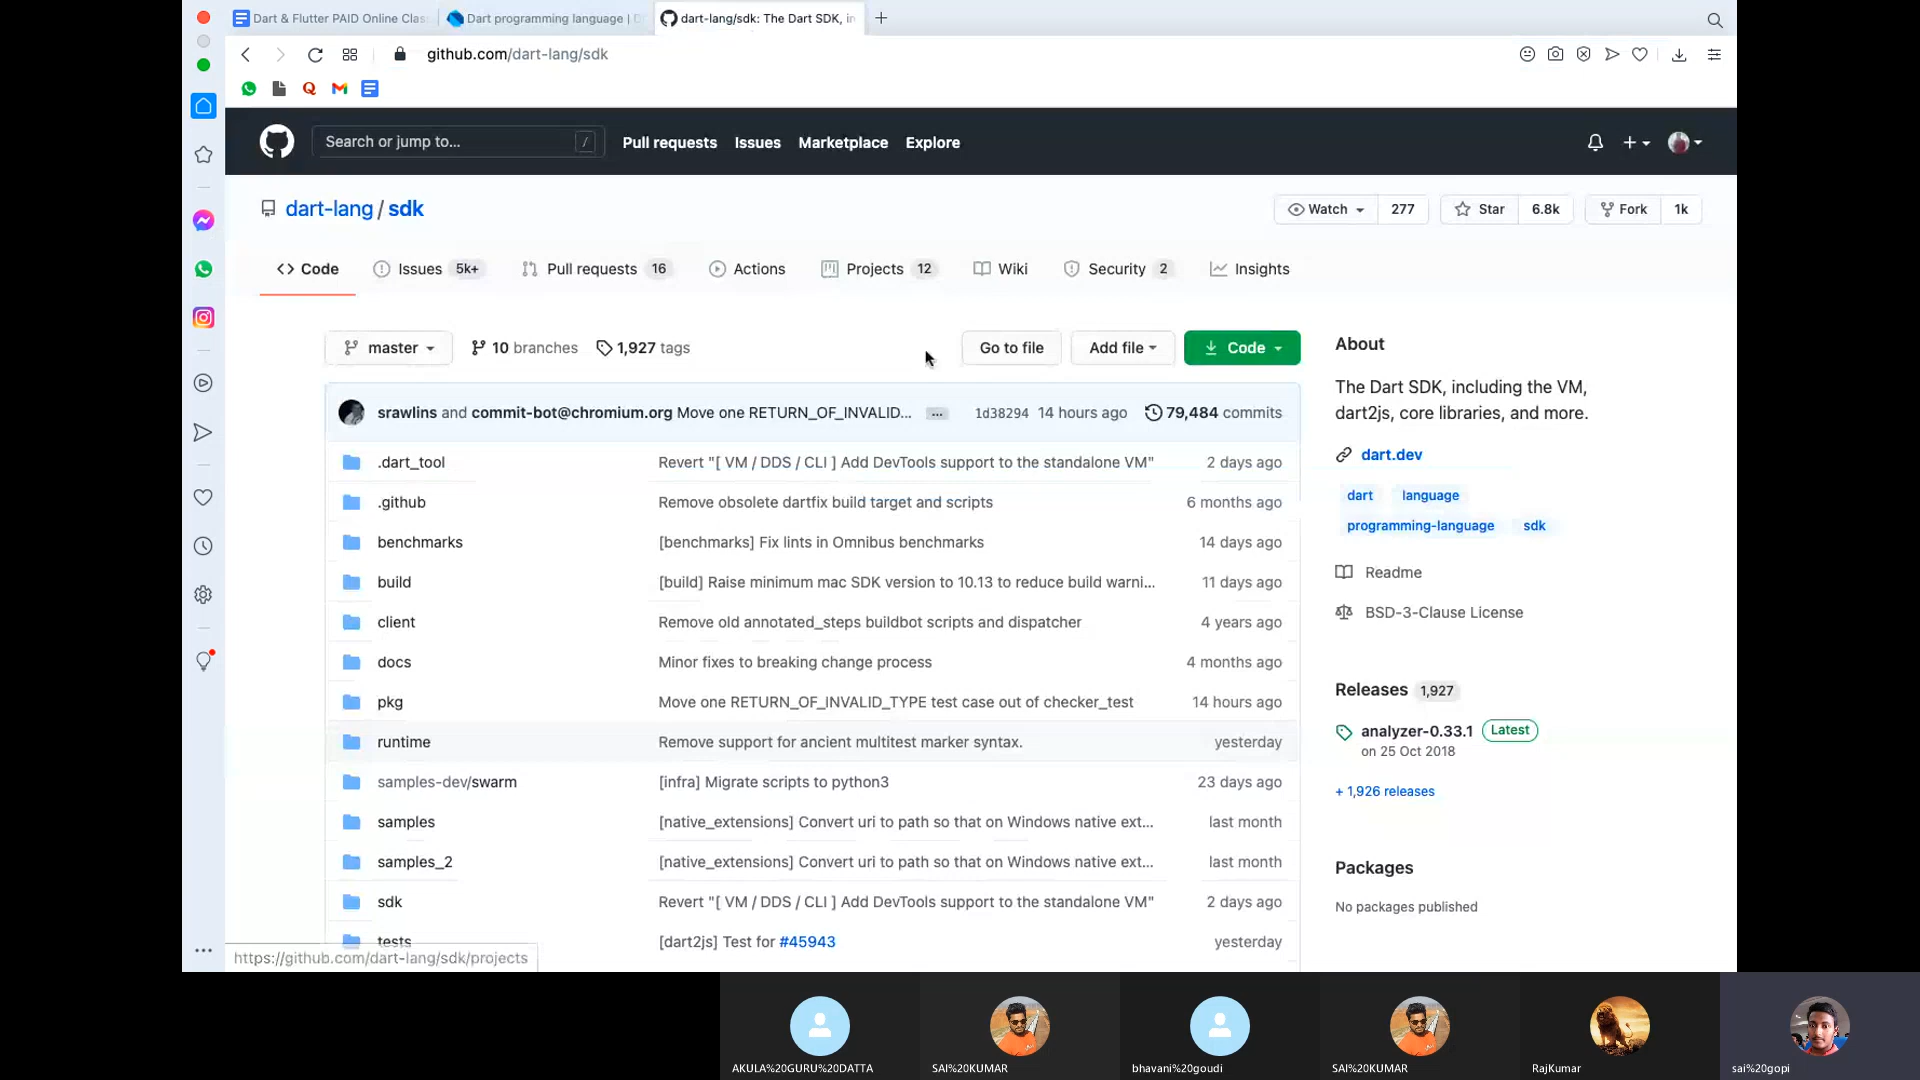 Dart & Flutter PAID Online Clas
Dart programming language | D
dart-lang/sdk: The Dart SDK, in
github.com/dart-lang/sdk
Search or jump to...
/
Pull requests
Issues
Marketplace
Explore
dart-lang / sdk
Watch
277
Star
6.8k
Fork
1k
Code
Issues 5k+
Pull requests 16
Actions
Projects 12
Wiki
Security 2
Insights
master
10 branches
1,927 tags
Go to file
Add file
Code
srawlins and commit-bot@chromium.org Move one RETURN_OF_INVALID... ... 1d38294 14 hours ago 79,484 commits
.dart_tool Revert "[ VM / DDS / CLI ] Add DevTools support to the standalone VM" 2 days ago
.github Remove obsolete dartfix build target and scripts 6 months ago
benchmarks [benchmarks] Fix lints in Omnibus benchmarks 14 days ago
build [build] Raise minimum mac SDK version to 10.13 to reduce build warni... 11 days ago
client Remove old annotated_steps buildbot scripts and dispatcher 4 years ago
docs Minor fixes to breaking change process 4 months ago
pkg Move one RETURN_OF_INVALID_TYPE test case out of checker_test 14 hours ago
runtime Remove support for ancient multitest marker syntax. yesterday
samples-dev/swarm [infra] Migrate scripts to python3 23 days ago
samples [native_extensions] Convert uri to path so that on Windows native ext... last month
samples_2 [native_extensions] Convert uri to path so that on Windows native ext... last month
sdk Revert "[ VM / DDS / CLI ] Add DevTools support to the standalone VM" 2 days ago
tests [dart2js] Test for #45943 yesterday
https://github.com/dart-lang/sdk/projects
About
The Dart SDK, including the VM,
dart2js, core libraries, and more.
dart.dev
dart language
programming-language sdk
Readme
BSD-3-Clause License
Releases 1,927
analyzer-0.33.1 Latest
on 25 Oct 2018
+ 1,926 releases
Packages
No packages published
AKULA%20GURU%20DATTA
SAI%20KUMAR
bhavani%20goudi
SAI%20KUMAR
RajKumar
sai%20gopi